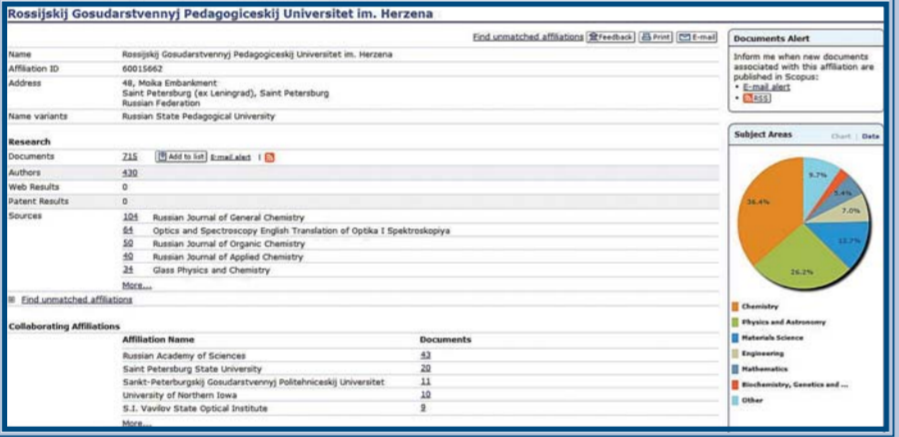 Rossijskij Gosudarstvennyj Pedagogiceskij Universitet im. Herzena
Find unmatched affiliations Feedback Print E-mail
Name Rossijskij Gosudarstvennyj Pedagogiceskij Universitet im. Herzena
Affiliation ID 60015662
Address 48, Moika Embankment
Saint Petersburg (ex Leningrad), Saint Petersburg
Russian Federation
Name variants Russian State Pedagogical University
Research
Documents 715 Add to list E-mail alert |
Authors 430
Web Results 0
Patent Results 0
Sources 104 Russian Journal of General Chemistry
64 Optics and Spectroscopy English Translation of Optika I Spektroskopiya
50 Russian Journal of Organic Chemistry
40 Russian Journal of Applied Chemistry
34 Glass Physics and Chemistry
More...
Find unmatched affiliations
Collaborating Affiliations
Affiliation Name Documents
Russian Academy of Sciences 43
Saint Petersburg State University 20
Sankt-Peterburgskij Gosudarstvennyj Politehniceskij Universitet 11
University of Northern Iowa 10
S.I. Vavilov State Optical Institute 9
More...
Documents Alert
Inform me when new documents
associated with this affiliation are
published in Scopus:
• E-mail alert
• RSS
Subject Areas Chart | Data
9.7%
5.4%
7.0%
12.7%
26.2%
36.4%
Chemistry
Physics and Astronomy
Materials Science
Engineering
Mathematics
Biochemistry, Genetics and ...
Other